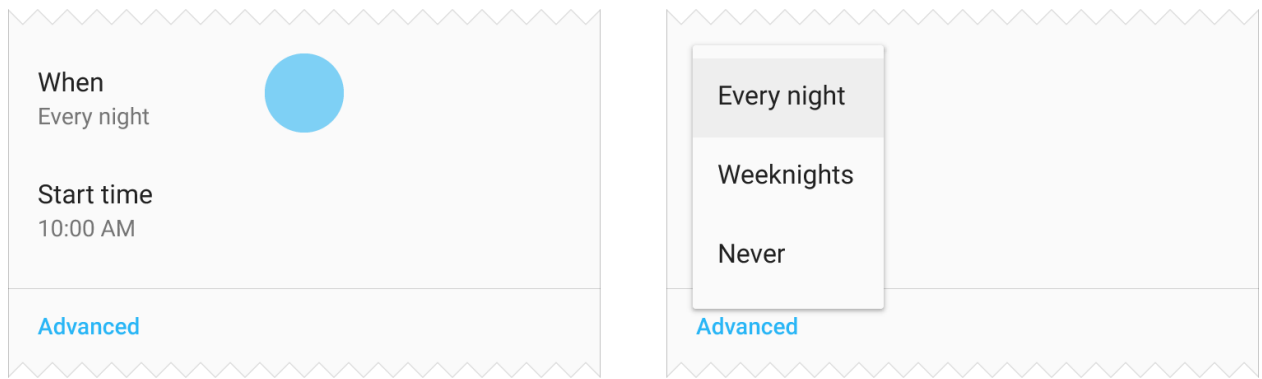 When
Every night
Start time
10:00 AM
Advanced
Every night
Weeknights
Never
Advanced